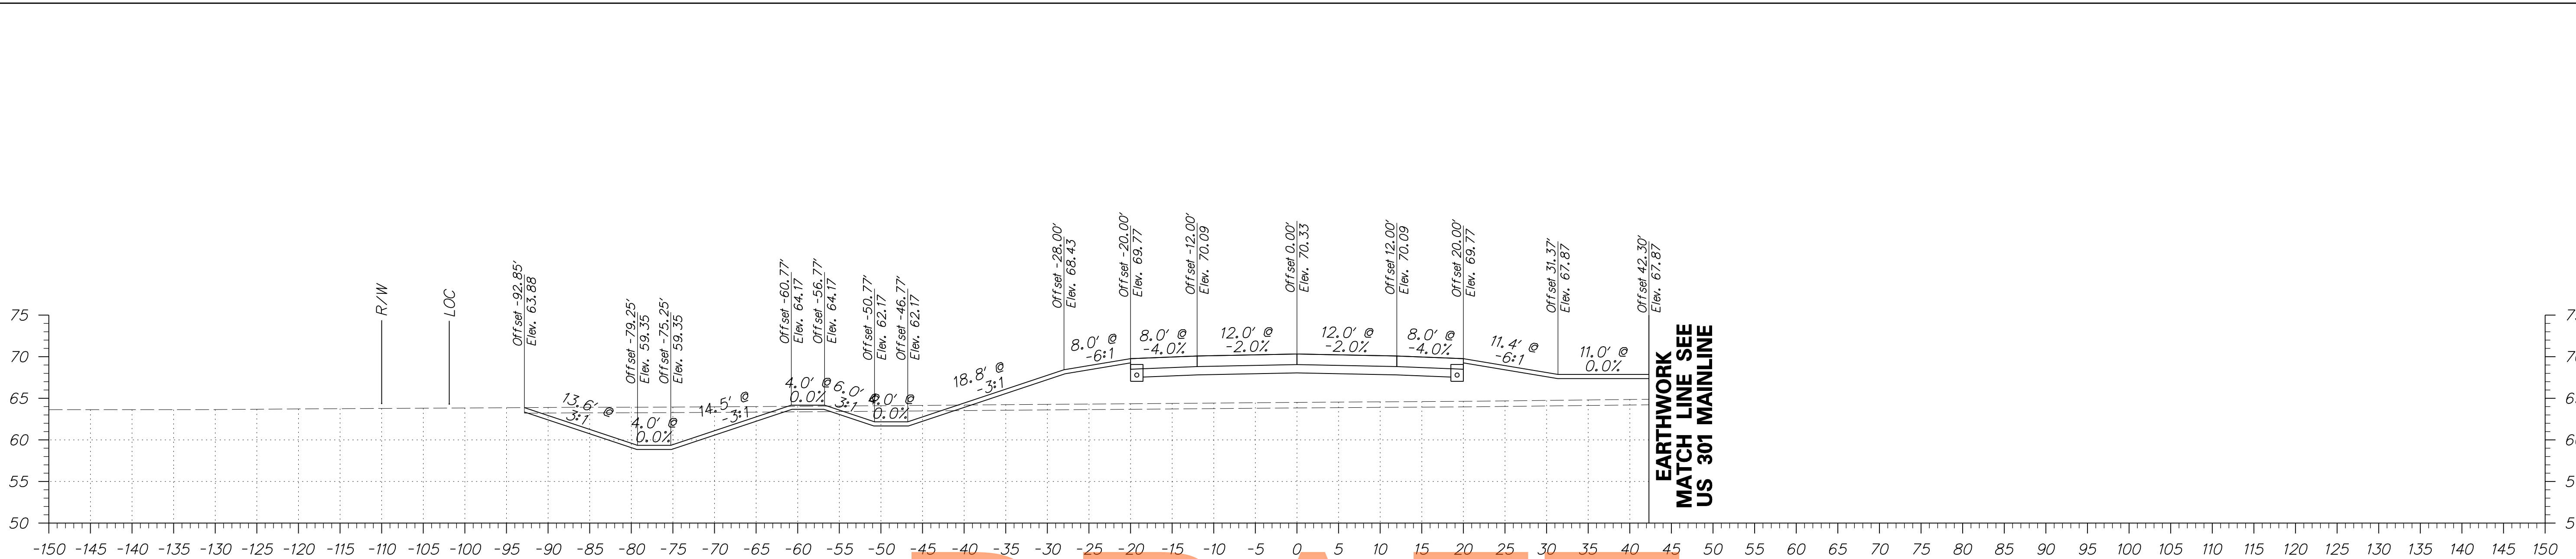 R/W
LOC
Offset -92.85'
Elev. 63.88
Offset -79.25'
Elev. 59.35
Offset -75.25'
Elev. 59.35
Offset -60.77'
Elev. 64.17
Offset -56.77'
Elev. 64.17
Offset -50.77'
Elev. 62.17
Offset -46.77'
Elev. 62.17
Offset -28.00'
Elev. 68.43
Offset -20.00'
Elev. 69.77
Offset -12.00'
Elev. 70.09
Offset 0.00'
Elev. 70.33
Offset 12.00'
Elev. 70.09
Offset 20.00'
Elev. 69.77
Offset 31.37'
Elev. 67.87
Offset 42.30'
Elev. 67.87
13.6' @
3:1
4.0' @
0.0%
14.5' @
-3:1
4.0' @
0.0%
6.0' @
3:1
4.0' @
0.0%
18.8' @
-3:1
8.0' @
-6:1
8.0' @
-4.0%
12.0' @
-2.0%
12.0' @
-2.0%
8.0' @
-4.0%
11.4' @
-6:1
11.0' @
0.0%
EARTHWORK
MATCH LINE SEE
US 301 MAINLINE
75
70
65
60
55
50
-150 -145 -140 -135 -130 -125 -120 -115 -110 -105 -100 -95 -90 -85 -80 -75 -70 -65 -60 -55 -50 -45 -40 -35 -30 -25 -20 -15 -10 -5 0 5 10 15 20 25 30 35 40 45 50 55 60 65 70 75 80 85 90 95 100 105 110 115 120 125 130 135 140 145 150